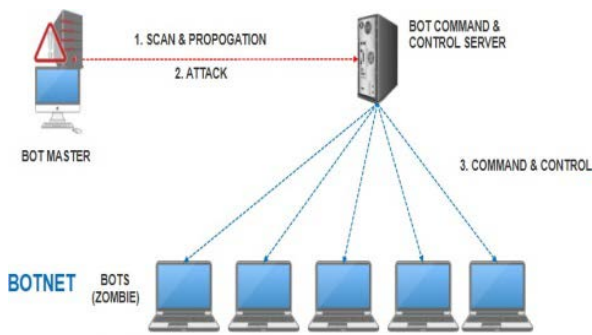 1. SCAN & PROPOGATION
2. ATTACK
BOT COMMAND &
CONTROL SERVER
BOT MASTER
3. COMMAND & CONTROL
BOTNET
BOTS
(ZOMBIE)